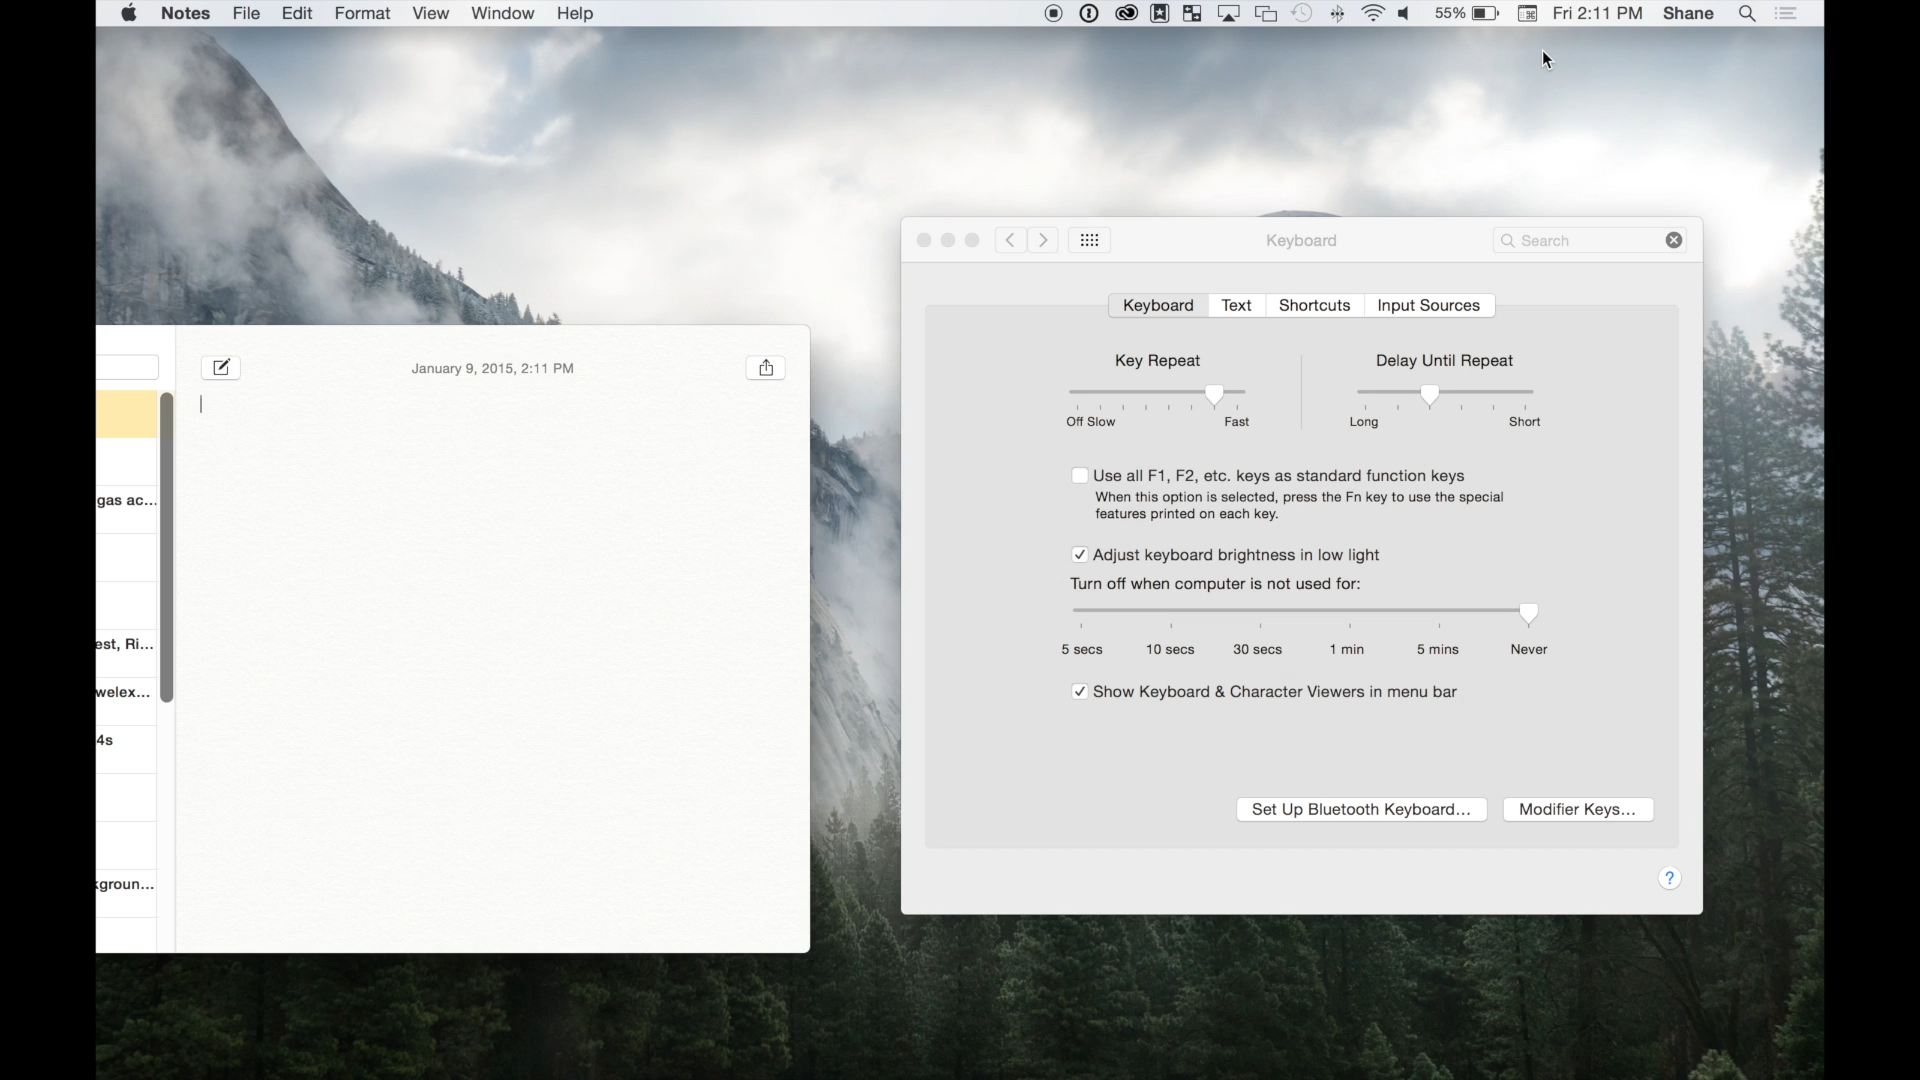 Notes File Edit Format View Window Help 55% Fri 2:11 PM Shane
Keyboard
Search
Keyboard Text Shortcuts Input Sources
Key Repeat
Delay Until Repeat
Off Slow Fast
Long Short
Use all F1, F2, etc. keys as standard function keys
When this option is selected, press the Fn key to use the special
features printed on each key.
Adjust keyboard brightness in low light
Turn off when computer is not used for:
5 secs 10 secs 30 secs 1 min 5 mins Never
Show Keyboard & Character Viewers in menu bar
Set Up Bluetooth Keyboard... Modifier Keys...
?
January 9, 2015, 2:11 PM
gas ac...
est, Ri...
welex...
4s
kgroun...